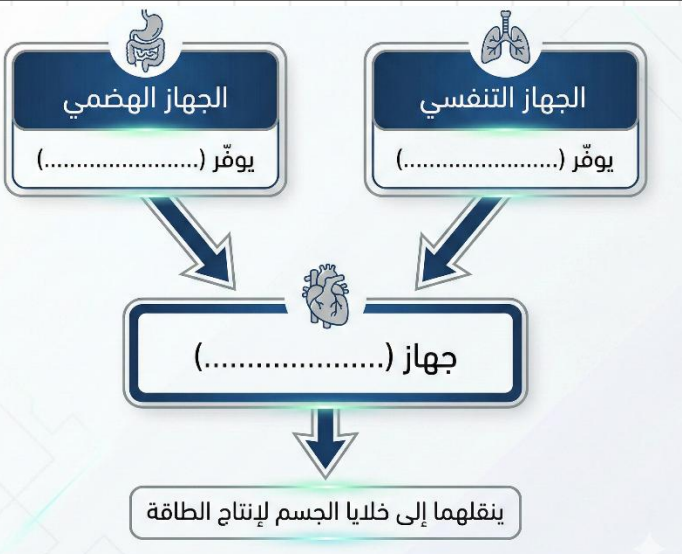 الجهاز التنفسي
يوفّر (........................)
الجهاز الهضمي
يوفّر (........................)
جهاز (.....................)
ينقلهما إلى خلايا الجسم لإنتاج الطاقة